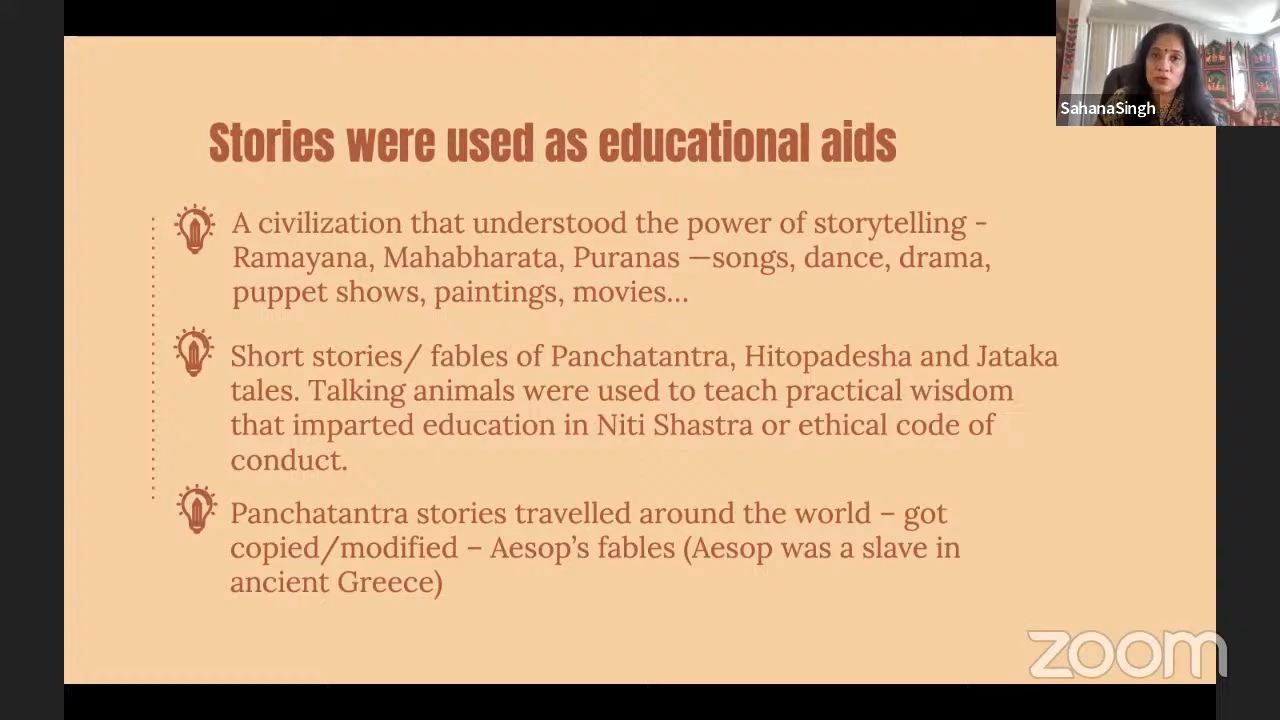 SahanaSingh
Stories were used as educational aids
A civilization that understood the power of storytelling -
Ramayana, Mahabharata, Puranas —songs, dance, drama,
puppet shows, paintings, movies...
Short stories/ fables of Panchatantra, Hitopadesha and Jataka
tales. Talking animals were used to teach practical wisdom
that imparted education in Niti Shastra or ethical code of
conduct.
Panchatantra stories travelled around the world – got
copied/modified – Aesop’s fables (Aesop was a slave in
ancient Greece)
zoom